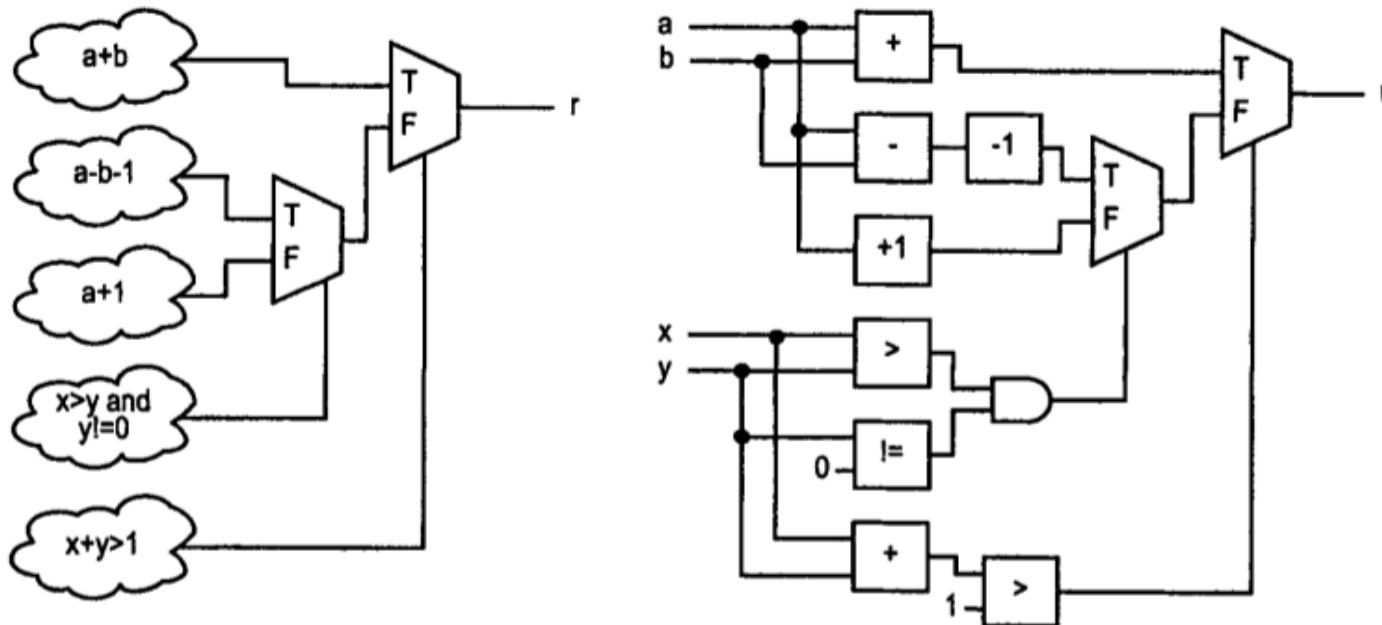 a+b
T
F
r
a-b-1
T
F
a+1
x>y and
y!=0
x+y>1
a
b
+
T
F
-
-1
T
F
+1
x
y
>
!=
0
+
>
1